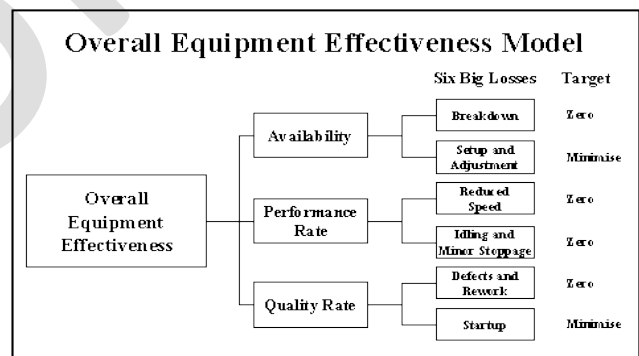 Overall Equipment Effectiveness Model
Six Big Losses Target
Availability
Breakdown Zero
Setup and
Adjustment Minimise
Overall
Equipment
Effectiveness
Performance
Rate
Reduced
Speed Zero
Idling and
Minor Stoppage Zero
Quality Rate
Defects and
Rework Zero
Startup Minimise